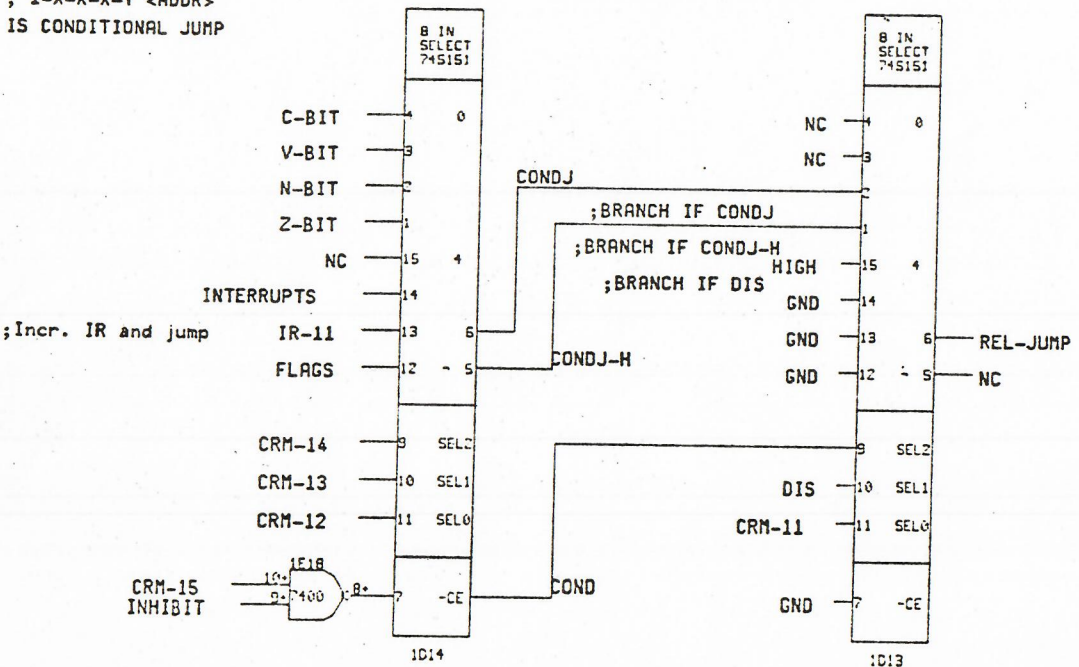 ; 1-X-X-X-Y <ADDR>
IS CONDITIONAL JUMP
8 IN
SELECT
74S151
C-BIT 4 0
V-BIT 3
N-BIT 2
Z-BIT 1
NC 15 4
INTERRUPTS 14
;Incr. IR and jump IR-11 13 6
FLAGS 12 - 5
CRM-14 9 SEL2
CRM-13 10 SEL1
CRM-12 11 SEL0
1E18
CRM-15 10+
INHIBIT 9+ 7400 8+
7 -CE
1D14
CONDJ
;BRANCH IF CONDJ
;BRANCH IF CONDJ-H
;BRANCH IF DIS
CONDJ-H
COND
8 IN
SELECT
74S151
NC 4 0
NC 3
2
1
HIGH 15 4
GND 14
GND 13 6 REL-JUMP
GND 12 - 5 NC
9 SEL2
DIS 10 SEL1
CRM-11 11 SEL0
GND 7 -CE
1D13